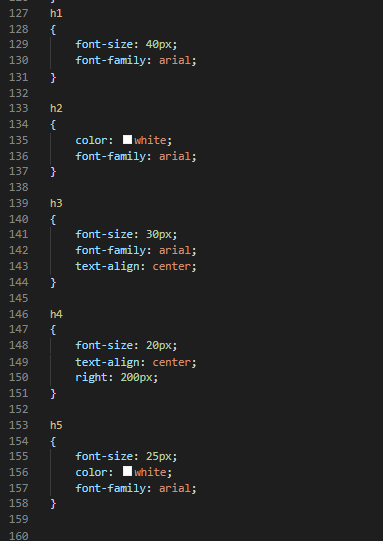 127 h1
128 {
129 font-size: 40px;
130 font-family: arial;
131 }
132
133 h2
134 {
135 color: white;
136 font-family: arial;
137 }
138
139 h3
140 {
141 font-size: 30px;
142 font-family: arial;
143 text-align: center;
144 }
145
146 h4
147 {
148 font-size: 20px;
149 text-align: center;
150 right: 200px;
151 }
152
153 h5
154 {
155 font-size: 25px;
156 color: white;
157 font-family: arial;
158 }
159
160